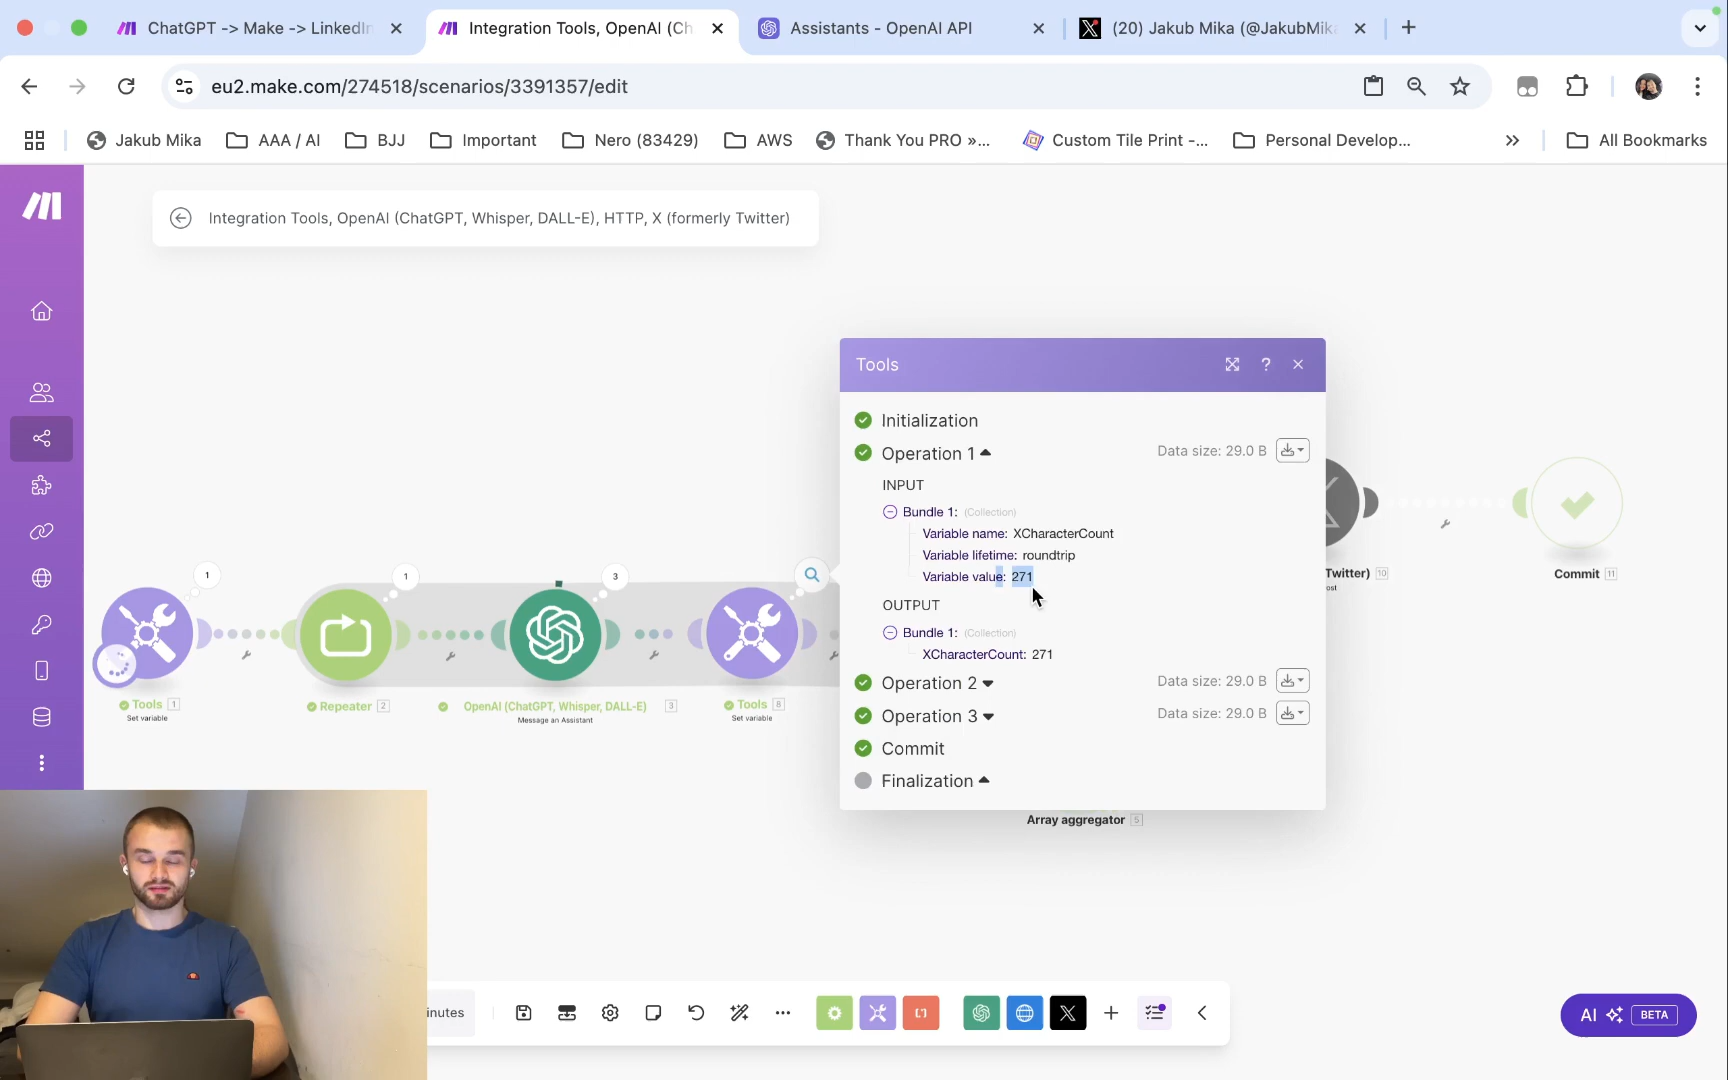 ChatGPT -> Make -> LinkedIn
Integration Tools, OpenAI (Ch
Assistants - OpenAI API
(20) Jakub Mika (@JakubMik
eu2.make.com/274518/scenarios/3391357/edit
Jakub Mika
AAA / AI
BJJ
Important
Nero (83429)
AWS
Thank You PRO »...
Custom Tile Print -...
Personal Develop...
All Bookmarks
Integration Tools, OpenAI (ChatGPT, Whisper, DALL-E), HTTP, X (formerly Twitter)
Tools
Initialization
Operation 1
Data size: 29.0 B
INPUT
Bundle 1: (Collection)
Variable name: XCharacterCount
Variable lifetime: roundtrip
Variable value: 271
OUTPUT
Bundle 1: (Collection)
XCharacterCount: 271
Operation 2
Data size: 29.0 B
Operation 3
Data size: 29.0 B
Commit
Finalization
1
1
3
Tools 1
Set variable
Repeater 2
OpenAI (ChatGPT, Whisper, DALL-E) 3
Message an Assistant
Tools 8
Set variable
Twitter) 10
ost
Commit 11
Array aggregator 5
inutes
AI
BETA